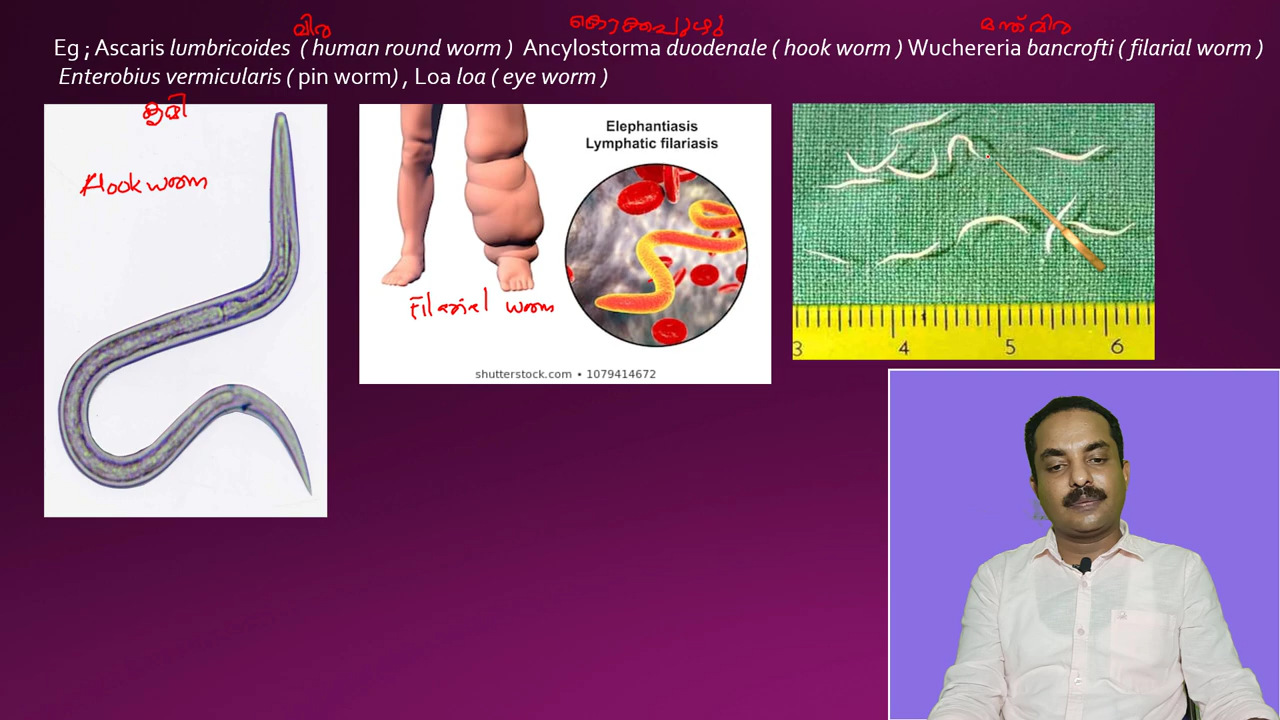 വിര കൊക്കപ്പുഴു മന്ത് വിര
Eg ; Ascaris lumbricoides ( human round worm ) Ancylostorma duodenale ( hook worm ) Wuchereria bancrofti ( filarial worm )
Enterobius vermicularis ( pin worm) , Loa loa ( eye worm )
കൃമി
Hook worm
Elephantiasis
Lymphatic filariasis
Filarial worm
shutterstock.com • 1079414672
3 4 5 6